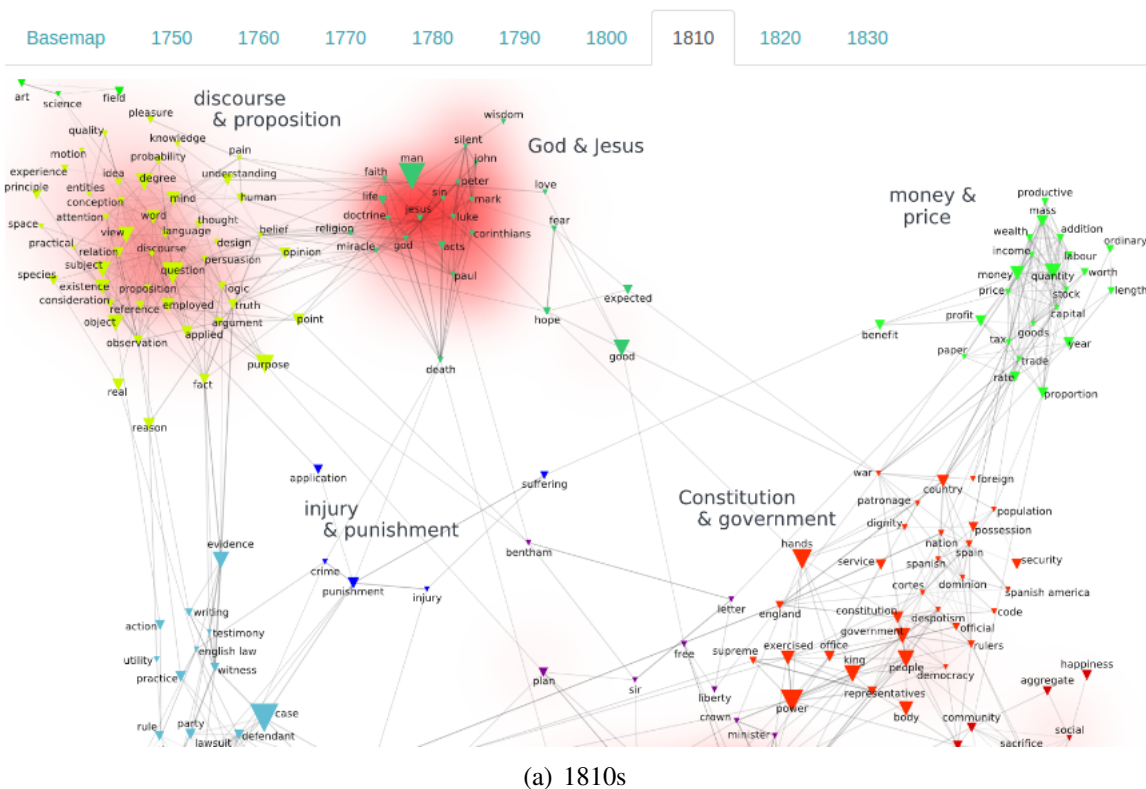 Basemap 1750 1760 1770 1780 1790 1800 1810 1820 1830
art
science
field
pleasure
discourse
& proposition
quality
knowledge
motion
probability
pain
experience
idea
degree
understanding
principle
entities
mind
human
conception
attention
word
thought
space
view
language
design
belief
practical
relation
discourse
persuasion
opinion
species
subject
question
existence
proposition
logic
consideration
reference
employed
truth
object
argument
point
observation
applied
purpose
real
fact
reason
wisdom
silent
God & Jesus
man
john
faith
peter
love
life
sin
mark
doctrine
jesus
luke
fear
religion
corinthians
miracle
god
acts
paul
expected
hope
good
death
money &
price
productive
mass
wealth
addition
income
labour
ordinary
money
quantity
worth
price
stock
length
capital
profit
goods
benefit
tax
year
paper
trade
rate
proportion
application
suffering
injury
& punishment
evidence
bentham
crime
punishment
injury
writing
action
testimony
utility
english law
practice
witness
case
rule
party
lawsuit
defendant
Constitution
& government
war
country
foreign
patronage
population
dignity
possession
hands
nation
spain
service
spanish
security
cortes
dominion
spanish america
letter
england
constitution
despotism
code
government
official
free
supreme
exercised
office
rulers
king
people
democracy
happiness
plan
sir
liberty
representatives
aggregate
power
body
crown
community
minister
social
sacrifice
(a) 1810s